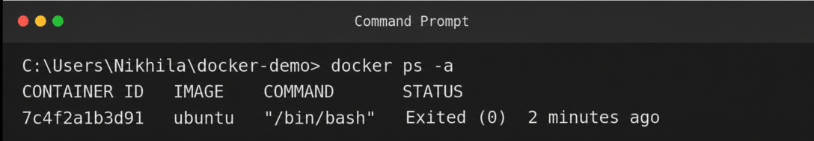 Command Prompt
C:\Users\Nikhila\docker-demo> docker ps -a
CONTAINER ID IMAGE COMMAND STATUS
7c4f2a1b3d91 ubuntu "/bin/bash" Exited (0) 2 minutes ago